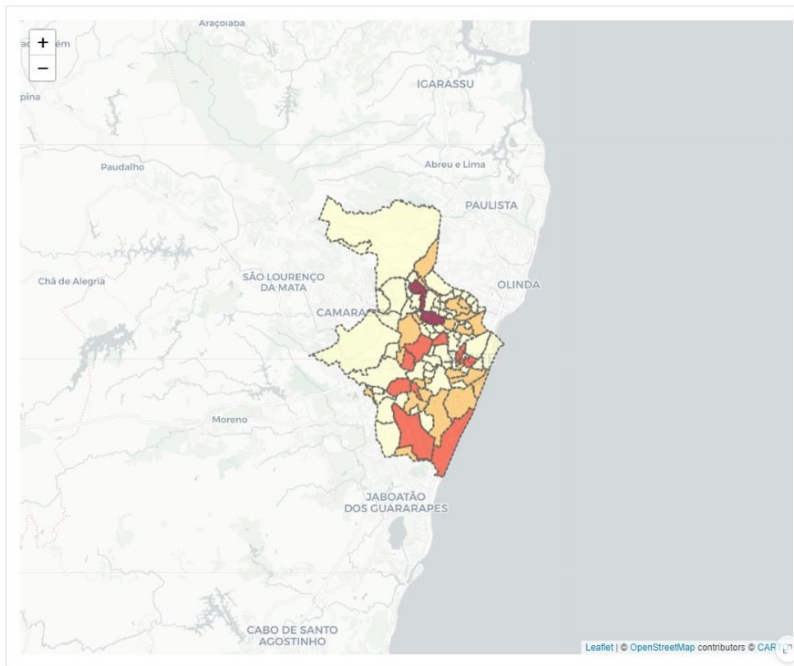 +
−
Araçoiaba
IGARASSU
pina
Abreu e Lima
Paudalho
PAULISTA
SÃO LOURENÇO
DA MATA
Chã de Alegria
OLINDA
CAMARA
Moreno
JABOATÃO
DOS GUARARAPES
CABO DE SANTO
AGOSTINHO
Leaflet | © OpenStreetMap contributors ©